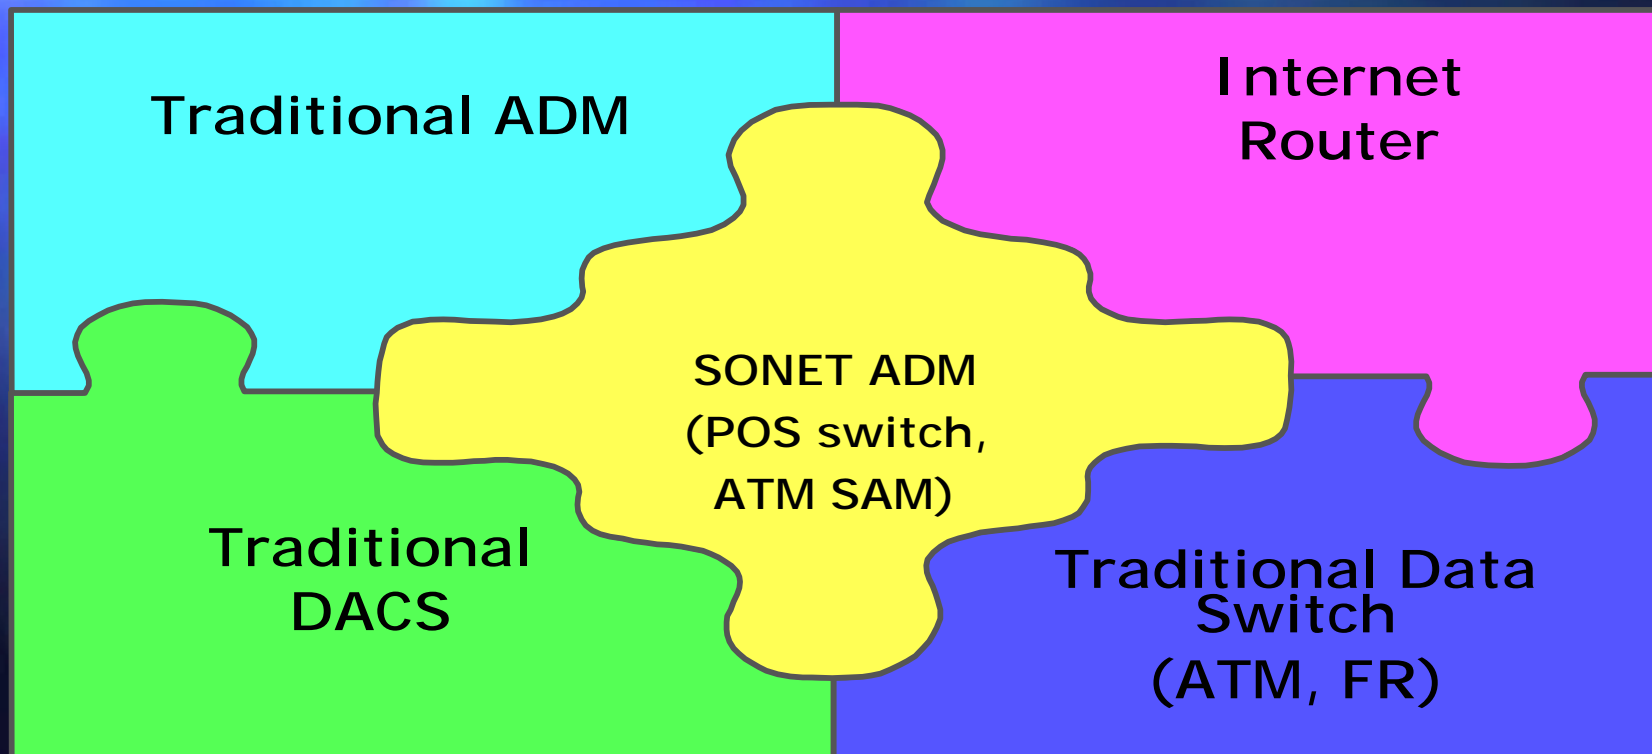 Traditional ADM
Internet
Router
SONET ADM
(POS switch,
ATM SAM)
Traditional
DACS
Traditional Data
Switch
(ATM, FR)